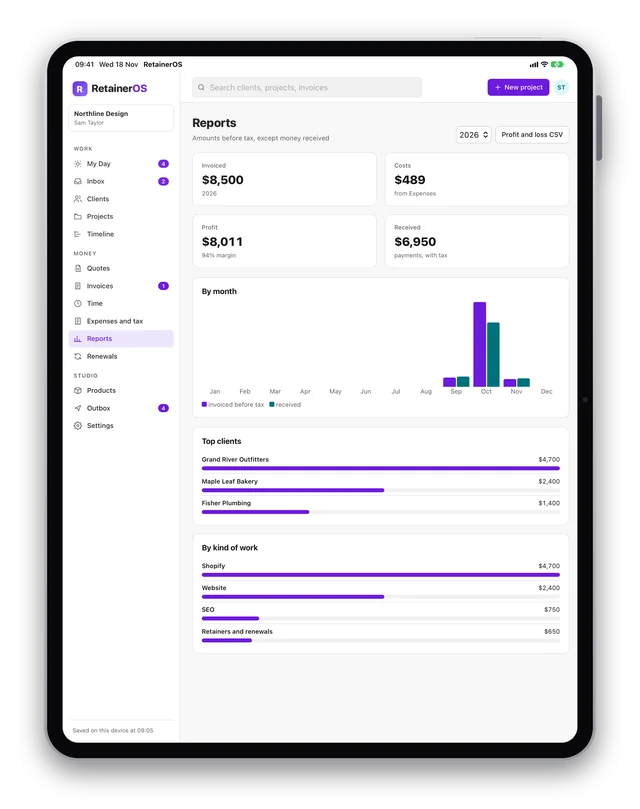 09:41 Wed 18 Nov RetainerOS
R RetainerOS
Search clients, projects, invoices
+ New project
ST
Northline Design
Sam Taylor
WORK
My Day 4
Inbox 2
Clients
Projects
Timeline
MONEY
Quotes
Invoices 1
Time
Expenses and tax
Reports
Renewals
STUDIO
Products
Outbox 4
Settings
Saved on this device at 09:05
Reports
Amounts before tax, except money received
2026
Profit and loss CSV
Invoiced
$8,500
2026
Costs
$489
from Expenses
Profit
$8,011
94% margin
Received
$6,950
payments, with tax
By month
Jan Feb Mar Apr May Jun Jul Aug Sep Oct Nov Dec
invoiced before tax received
Top clients
Grand River Outfitters $4,700
Maple Leaf Bakery $2,400
Fisher Plumbing $1,400
By kind of work
Shopify $4,700
Website $2,400
SEO $750
Retainers and renewals $650